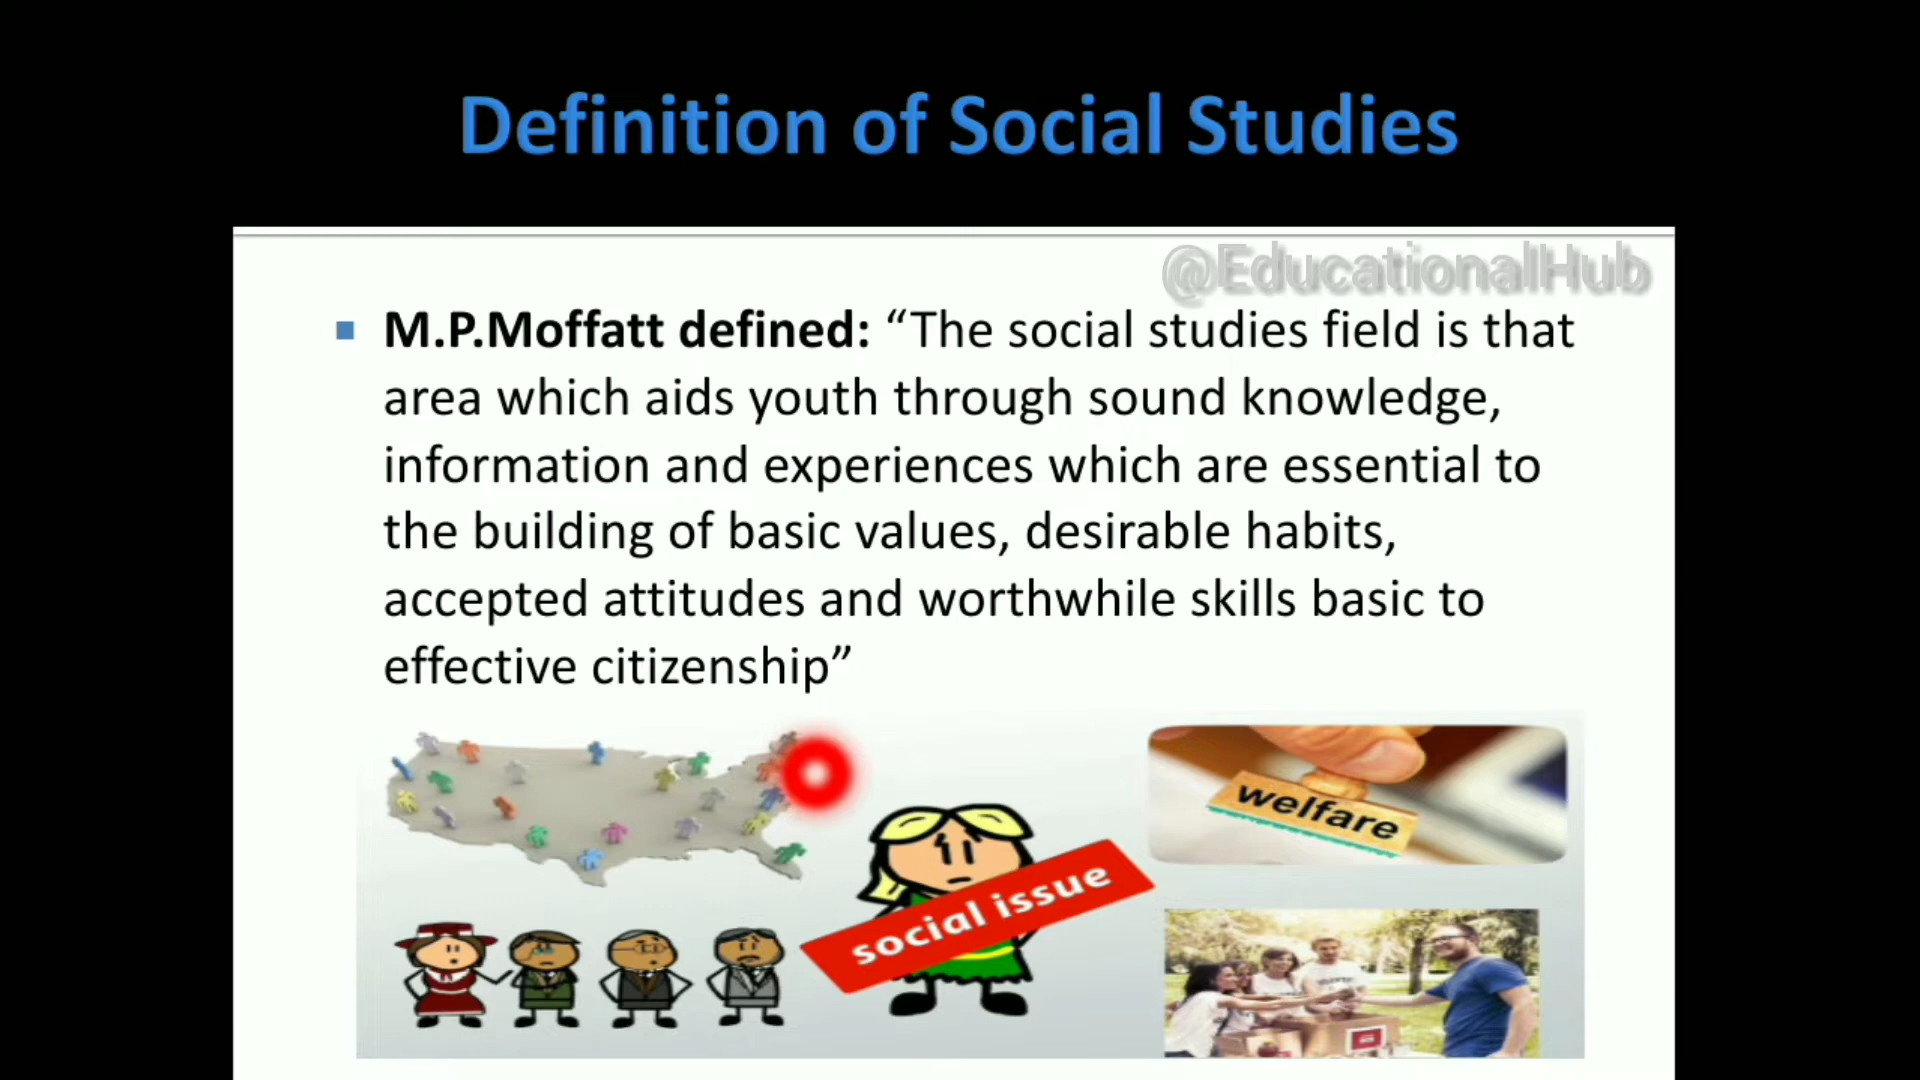 Definition of Social Studies
@EducationalHub
▪ M.P.Moffatt defined: “The social studies field is that
area which aids youth through sound knowledge,
information and experiences which are essential to
the building of basic values, desirable habits,
accepted attitudes and worthwhile skills basic to
effective citizenship”
welfare
social issue